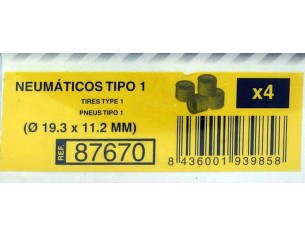 NEUMÁTICOS TIPO 1
TIRES TYPE 1
PNEUS TIPO 1
(Ø 19.3 x 11.2 MM)
x4
REF. 87670
8 436001 939858